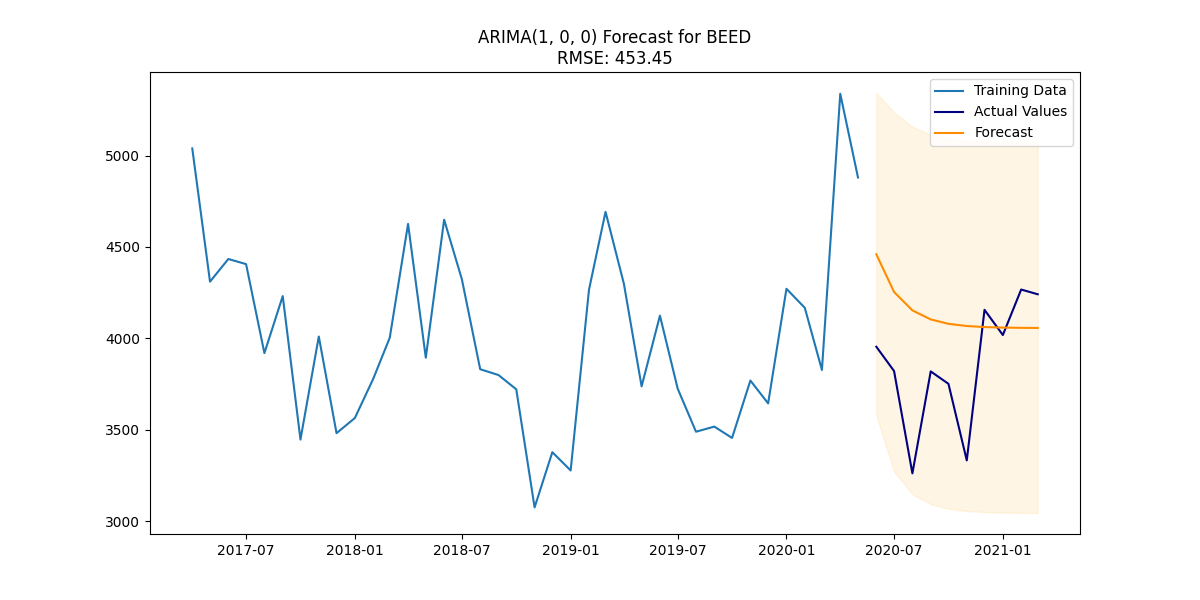 ARIMA(1, 0, 0) Forecast for BEED
RMSE: 453.45
Training Data
Actual Values
Forecast
5000
4500
4000
3500
3000
2017-07
2018-01
2018-07
2019-01
2019-07
2020-01
2020-07
2021-01